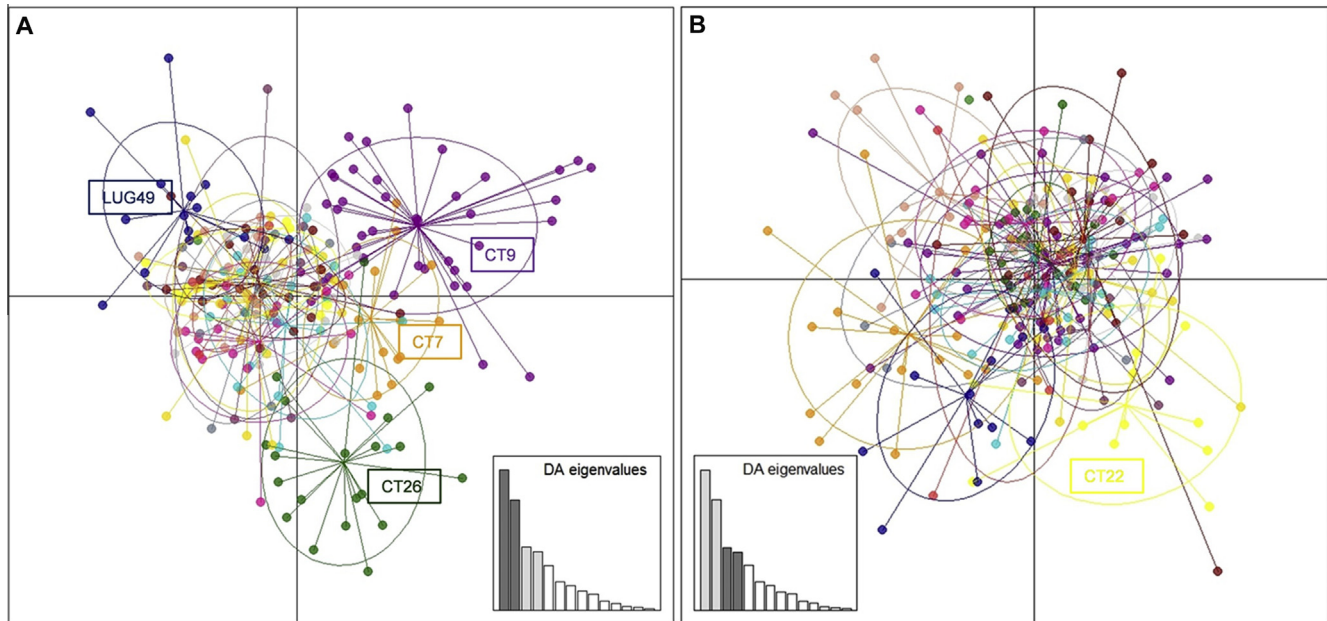 A
LUG49
CT9
CT7
CT26
DA eigenvalues
B
CT22
DA eigenvalues